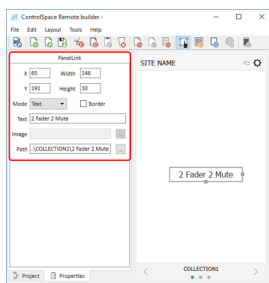 ControlSpace Remote builder -
File Edit Layout Tools Help
PanelLink
X 65 Width 146
Y 191 Height 30
Mode Text Border
Text 2 Fader 2 Mute
Image ...
Path ..\COLLECTION1\2 Fader 2 Mute ...
SITE NAME
2 Fader 2 Mute
Project Properties
COLLECTION1